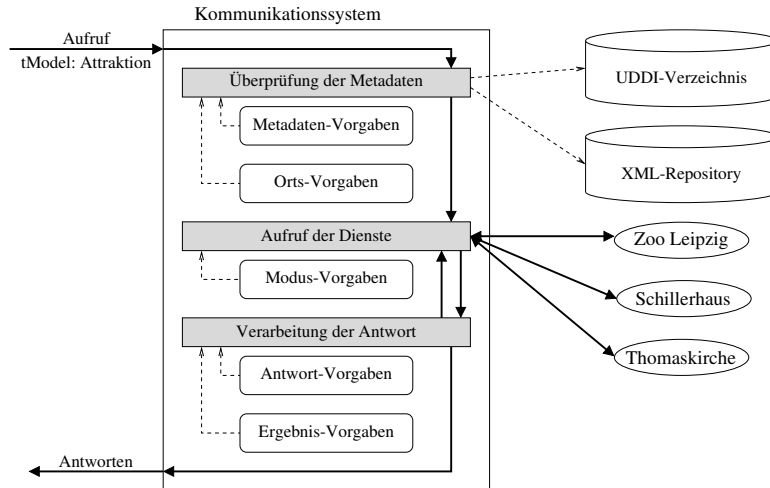 Kommunikationssystem
Aufruf
tModel: Attraktion
Überprüfung der Metadaten
UDDI-Verzeichnis
Metadaten-Vorgaben
Orts-Vorgaben
XML-Repository
Aufruf der Dienste
Zoo Leipzig
Modus-Vorgaben
Schillerhaus
Verarbeitung der Antwort
Thomaskirche
Antwort-Vorgaben
Ergebnis-Vorgaben
Antworten